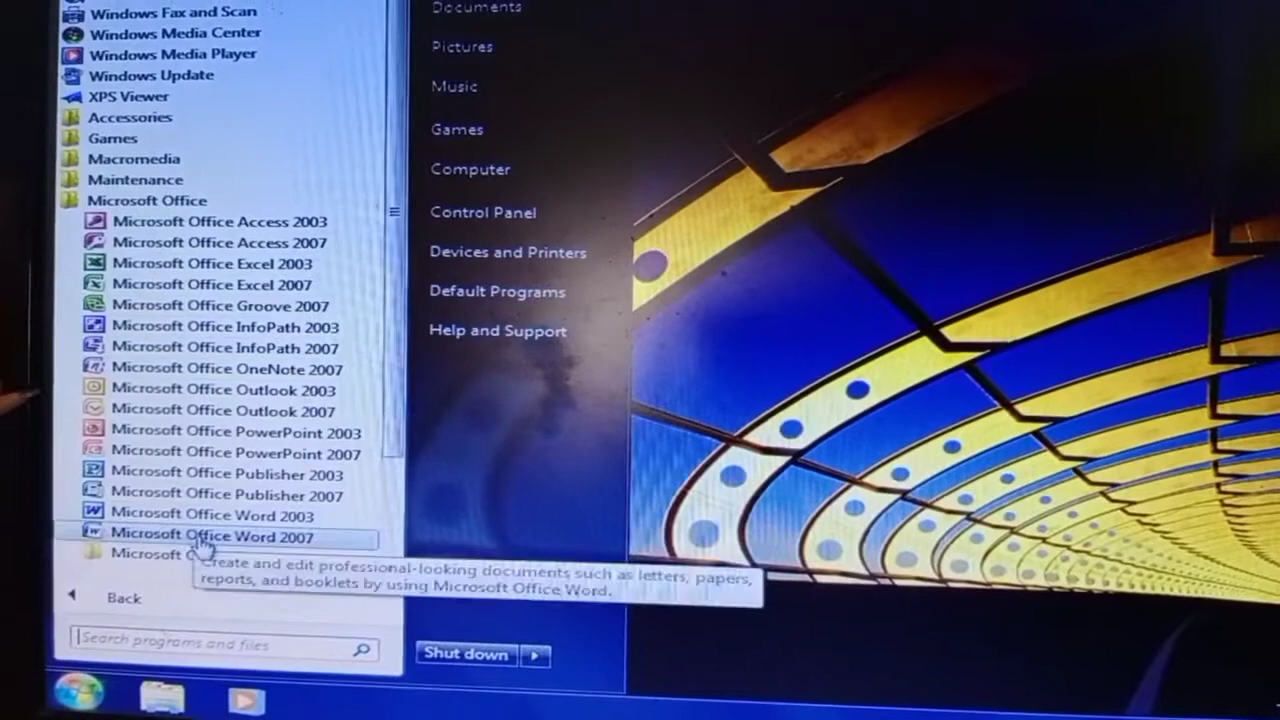 Windows Fax and Scan
Windows Media Center
Windows Media Player
Windows Update
XPS Viewer
Accessories
Games
Macromedia
Maintenance
Microsoft Office
Microsoft Office Access 2003
Microsoft Office Access 2007
Microsoft Office Excel 2003
Microsoft Office Excel 2007
Microsoft Office Groove 2007
Microsoft Office InfoPath 2003
Microsoft Office InfoPath 2007
Microsoft Office OneNote 2007
Microsoft Office Outlook 2003
Microsoft Office Outlook 2007
Microsoft Office PowerPoint 2003
Microsoft Office PowerPoint 2007
Microsoft Office Publisher 2003
Microsoft Office Publisher 2007
Microsoft Office Word 2003
Microsoft Office Word 2007
Microsoft
Create and edit professional-looking documents such as letters, papers,
reports, and booklets by using Microsoft Office Word.
Back
Search programs and files
Documents
Pictures
Music
Games
Computer
Control Panel
Devices and Printers
Default Programs
Help and Support
Shut down